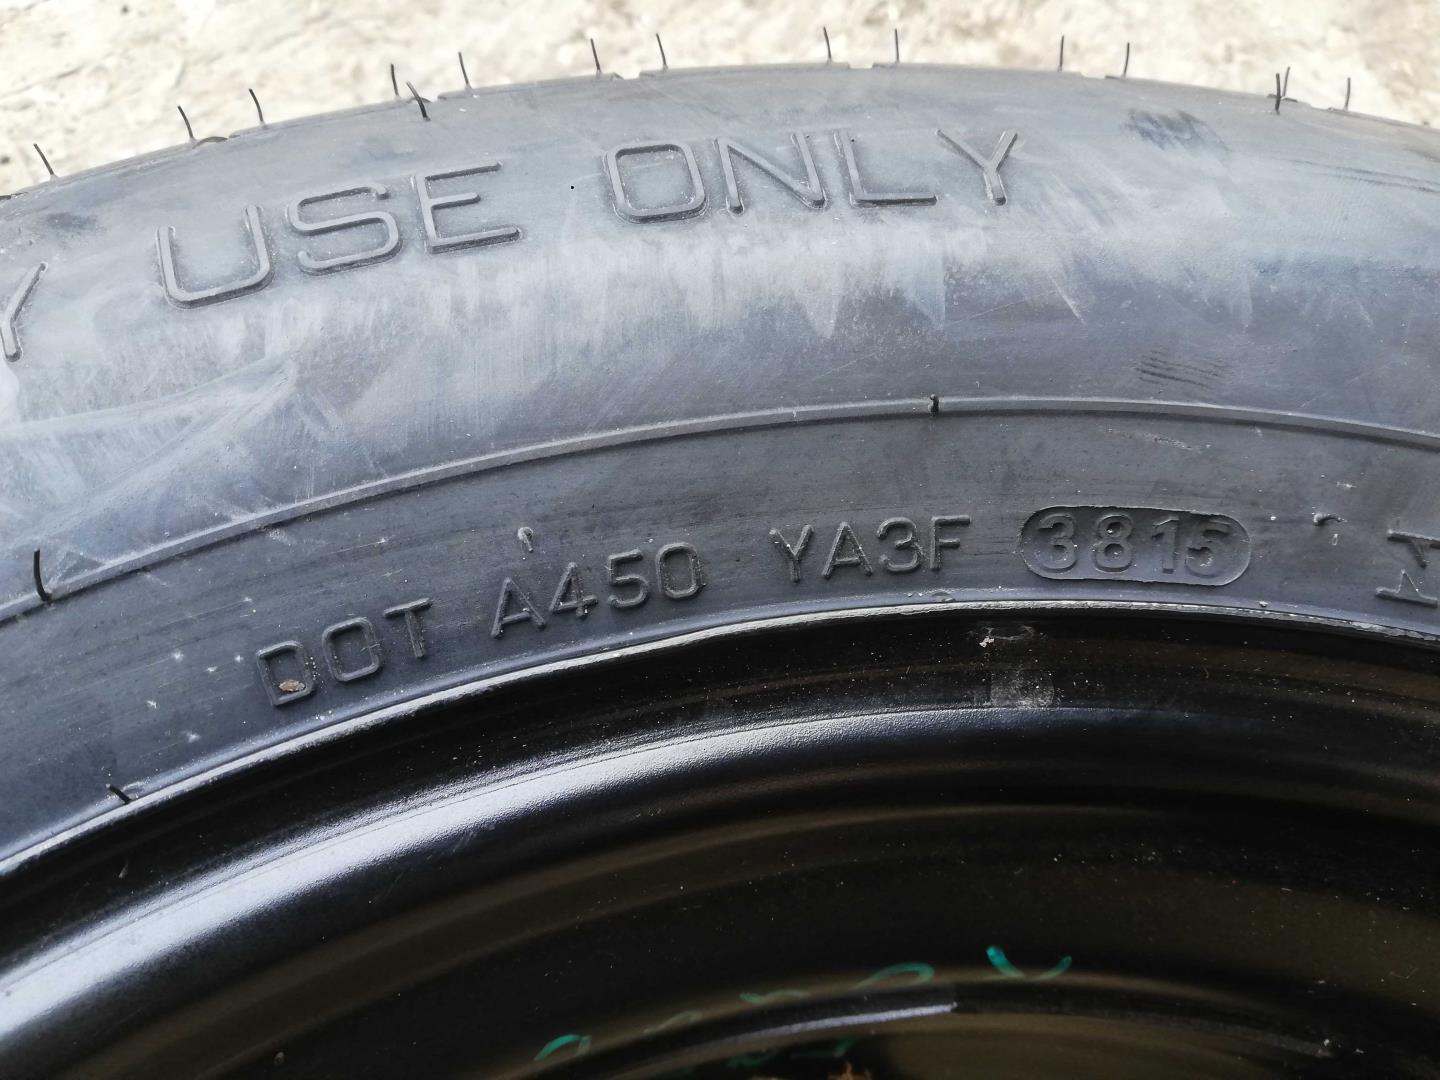 Y USE ONLY
DOT A450 YA3F 3815